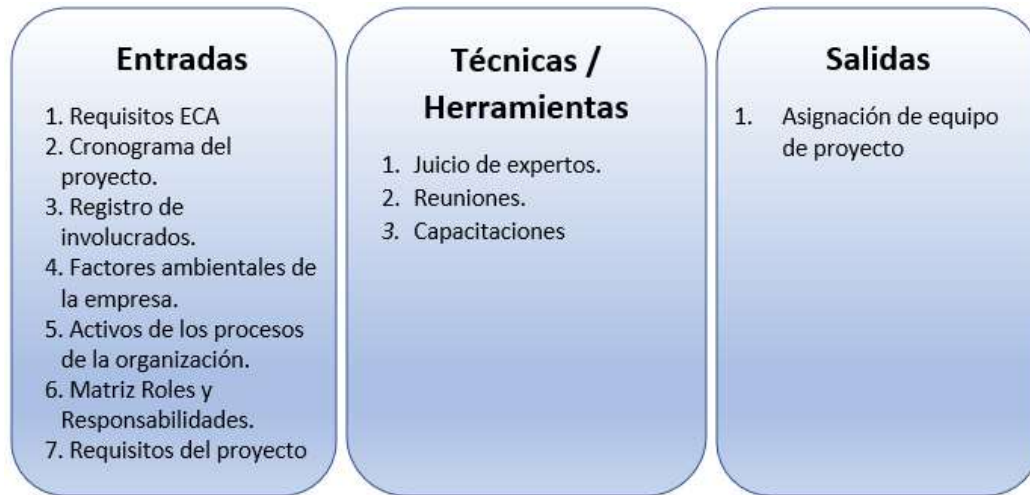 Entradas
1. Requisitos ECA
2. Cronograma del
proyecto.
3. Registro de
involucrados.
4. Factores ambientales de
la empresa.
5. Activos de los procesos
de la organización.
6. Matriz Roles y
Responsabilidades.
7. Requisitos del proyecto
Técnicas /
Herramientas
1. Juicio de expertos.
2. Reuniones.
3. Capacitaciones
Salidas
1. Asignación de equipo
de proyecto